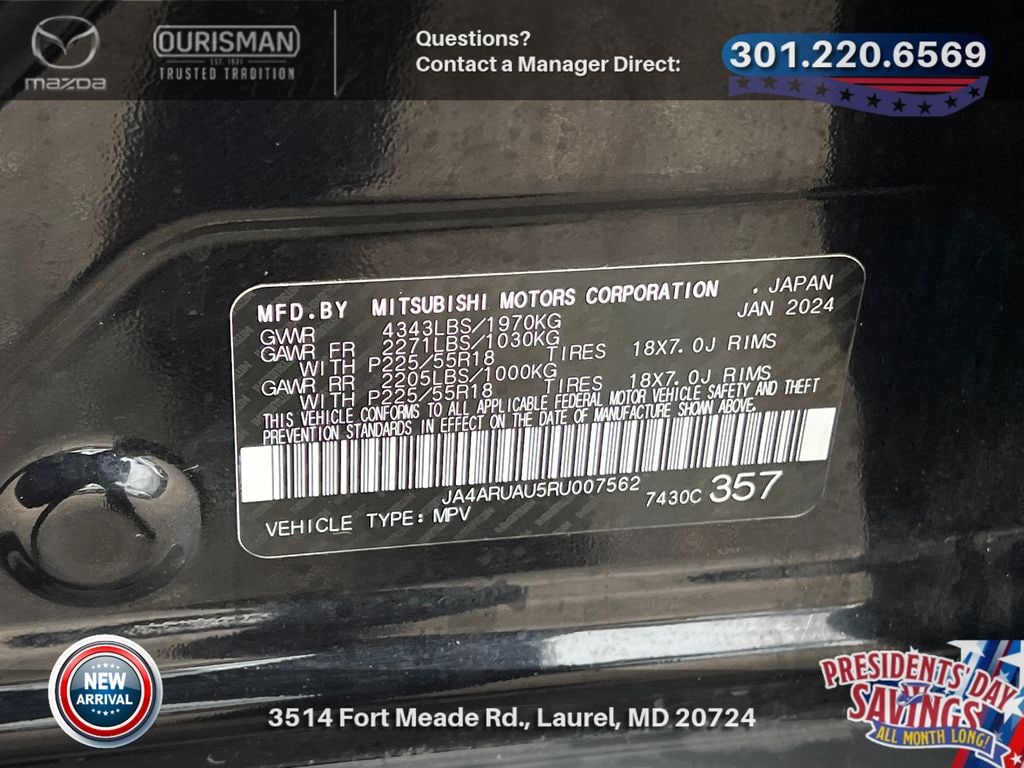 mazda
OURISMAN
EST. 1921
TRUSTED TRADITION
Questions?
Contact a Manager Direct:
301.220.6569
MFD.BY MITSUBISHI MOTORS CORPORATION . JAPAN
JAN 2024
GVWR 4343LBS/1970KG
GAWR FR 2271LBS/1030KG
WITH P225/55R18 TIRES 18X7.0J RIMS
GAWR RR 2205LBS/1000KG
WITH P225/55R18 TIRES 18X7.0J RIMS
THIS VEHICLE CONFORMS TO ALL APPLICABLE FEDERAL MOTOR VEHICLE SAFETY AND THEFT
PREVENTION STANDARDS IN EFFECT ON THE DATE OF MANUFACTURE SHOWN ABOVE.
JA4ARUAU5RU007562 7430C 357
VEHICLE TYPE: MPV
NEW
ARRIVAL
3514 Fort Meade Rd., Laurel, MD 20724
PRESIDENTS' DAY
SAVINGS
ALL MONTH LONG!